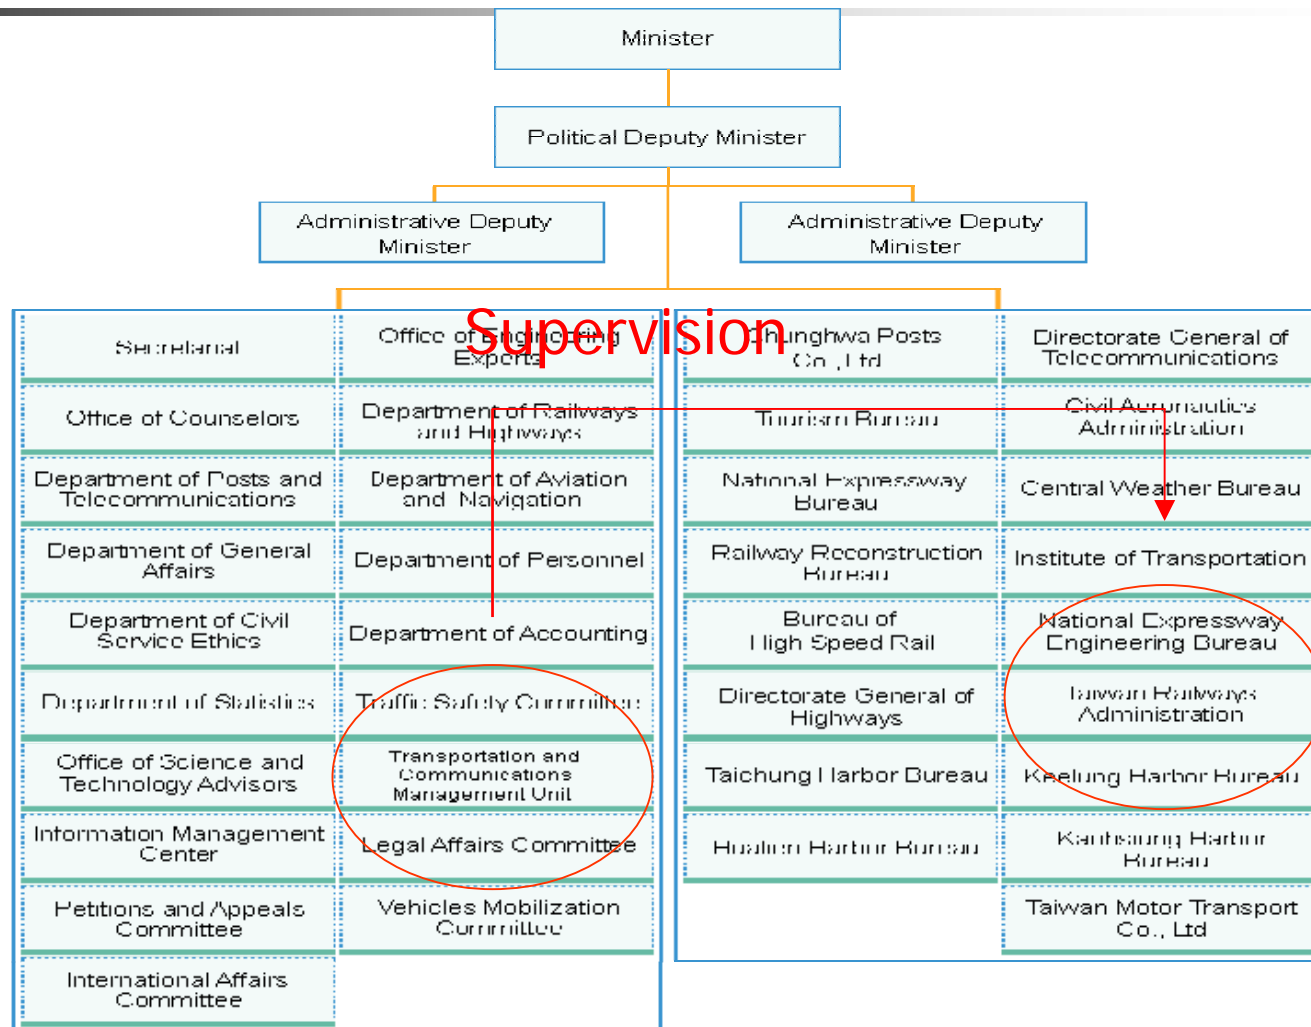 Minister
Political Deputy Minister
Administrative Deputy
Minister
Administrative Deputy
Minister
Supervision
Secretariat
Office of Engineering
Experts
Office of Counselors
Department of Railways
and Highways
Department of Posts and
Telecommunications
Department of Aviation
and Navigation
Department of General
Affairs
Department of Personnel
Department of Civil
Service Ethics
Department of Accounting
Department of Statistics
Traffic Safety Committee
Office of Science and
Technology Advisors
Transportation and
Communications
Management Unit
Information Management
Center
Legal Affairs Committee
Petitions and Appeals
Committee
Vehicles Mobilization
Committee
International Affairs
Committee
Chunghwa Posts
Co., Ltd
Directorate General of
Telecommunications
Tourism Bureau
Civil Aeronautics
Administration
National Expressway
Bureau
Central Weather Bureau
Railway Reconstruction
Bureau
Institute of Transportation
Bureau of
High Speed Rail
National Expressway
Engineering Bureau
Directorate General of
Highways
Taiwan Railways
Administration
Taichung Harbor Bureau
Keelung Harbor Bureau
Hualien Harbor Bureau
Kaohsiung Harbor
Bureau
Taiwan Motor Transport
Co., Ltd